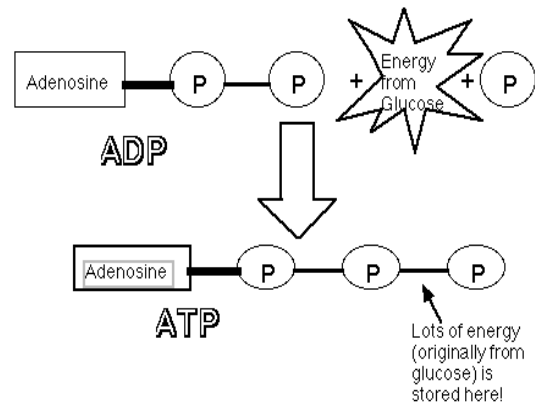 Adenosine P P + Energy from Glucose + P
ADP
Adenosine P P P
ATP
Lots of energy
(originally from
glucose) is
stored here!